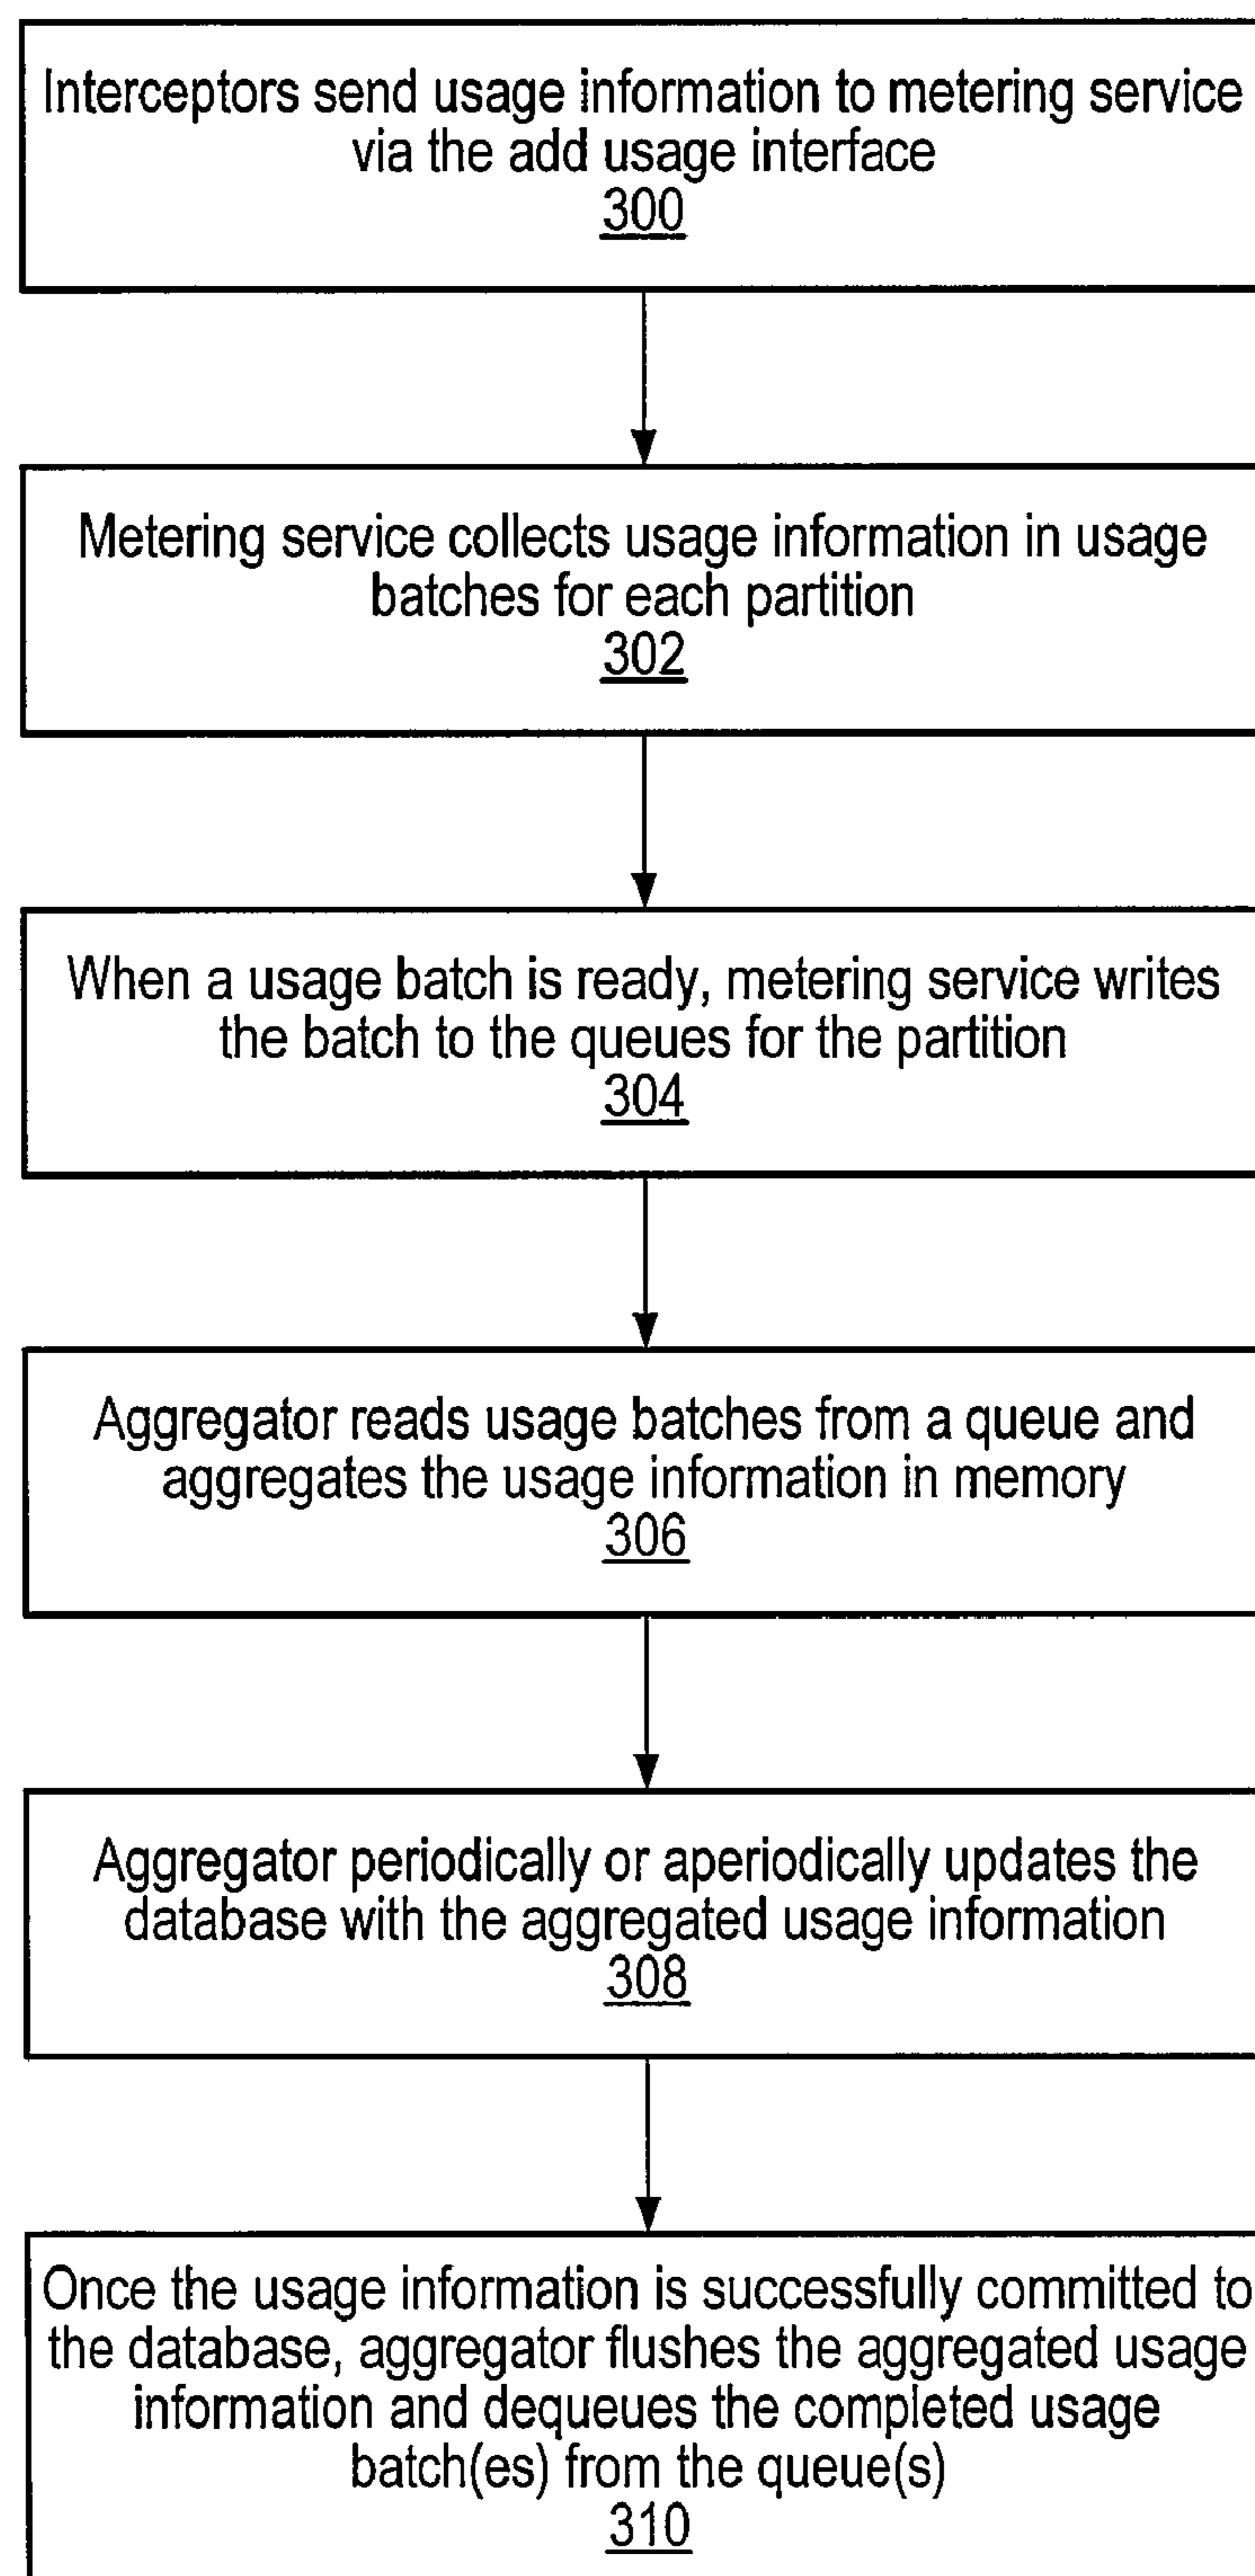 Interceptors send usage information to metering service
via the add usage interface
300
Metering service collects usage information in usage
batches for each partition
302
When a usage batch is ready, metering service writes
the batch to the queues for the partition
304
Aggregator reads usage batches from a queue and
aggregates the usage information in memory
306
Aggregator periodically or aperiodically updates the
database with the aggregated usage information
308
Once the usage information is successfully committed to
the database, aggregator flushes the aggregated usage
information and dequeues the completed usage
batch(es) from the queue(s)
310